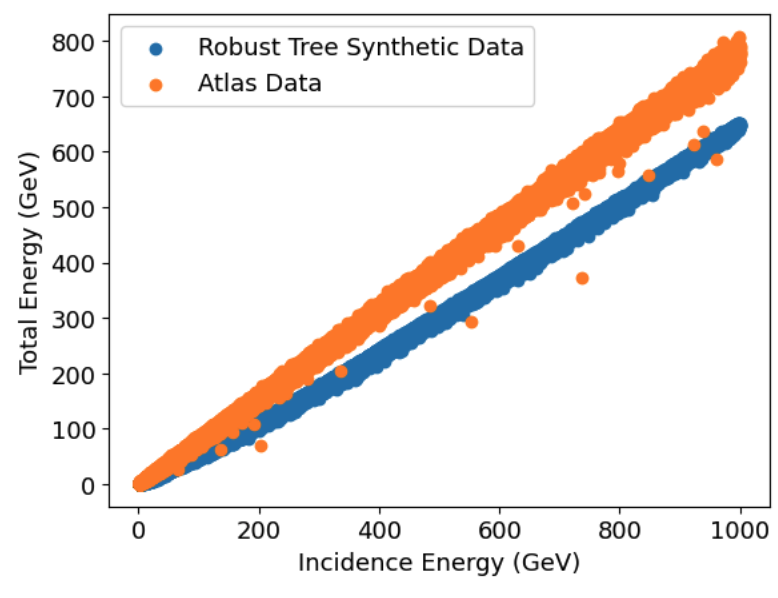 Robust Tree Synthetic Data
Atlas Data
800
700
600
500
400
300
200
100
0
Total Energy (GeV)
0 200 400 600 800 1000
Incidence Energy (GeV)